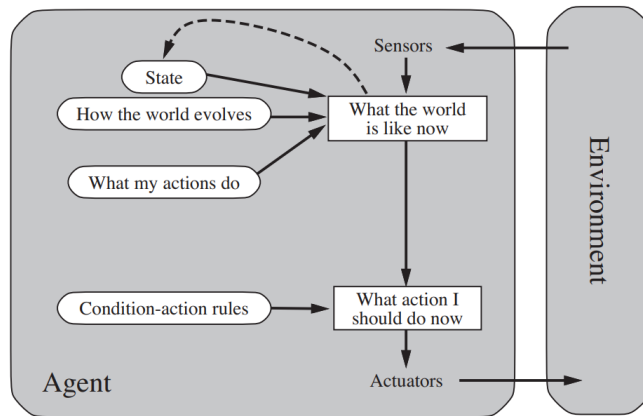 Sensors
State
How the world evolves
What the world
is like now
What my actions do
Environment
Condition-action rules
What action I
should do now
Agent
Actuators